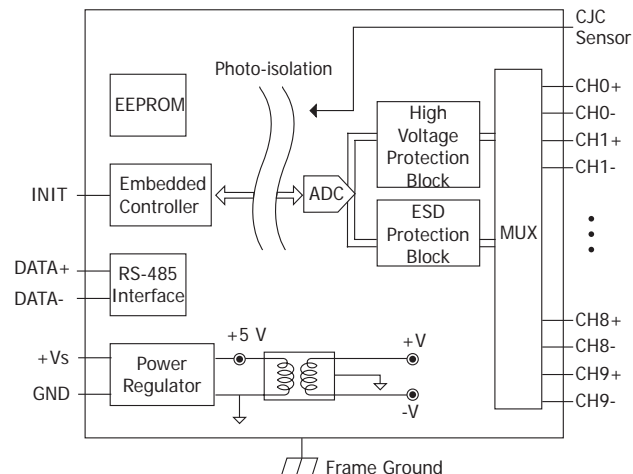 CJC
Sensor
Photo-isolation
EEPROM
High
Voltage
Protection
Block
CH0+
CH0-
CH1+
CH1-
INIT
Embedded
Controller
ADC
ESD
Protection
Block
MUX
DATA+
DATA-
RS-485
Interface
CH8+
CH8-
CH9+
CH9-
+5 V
+V
-V
+Vs
GND
Power
Regulator
Frame Ground